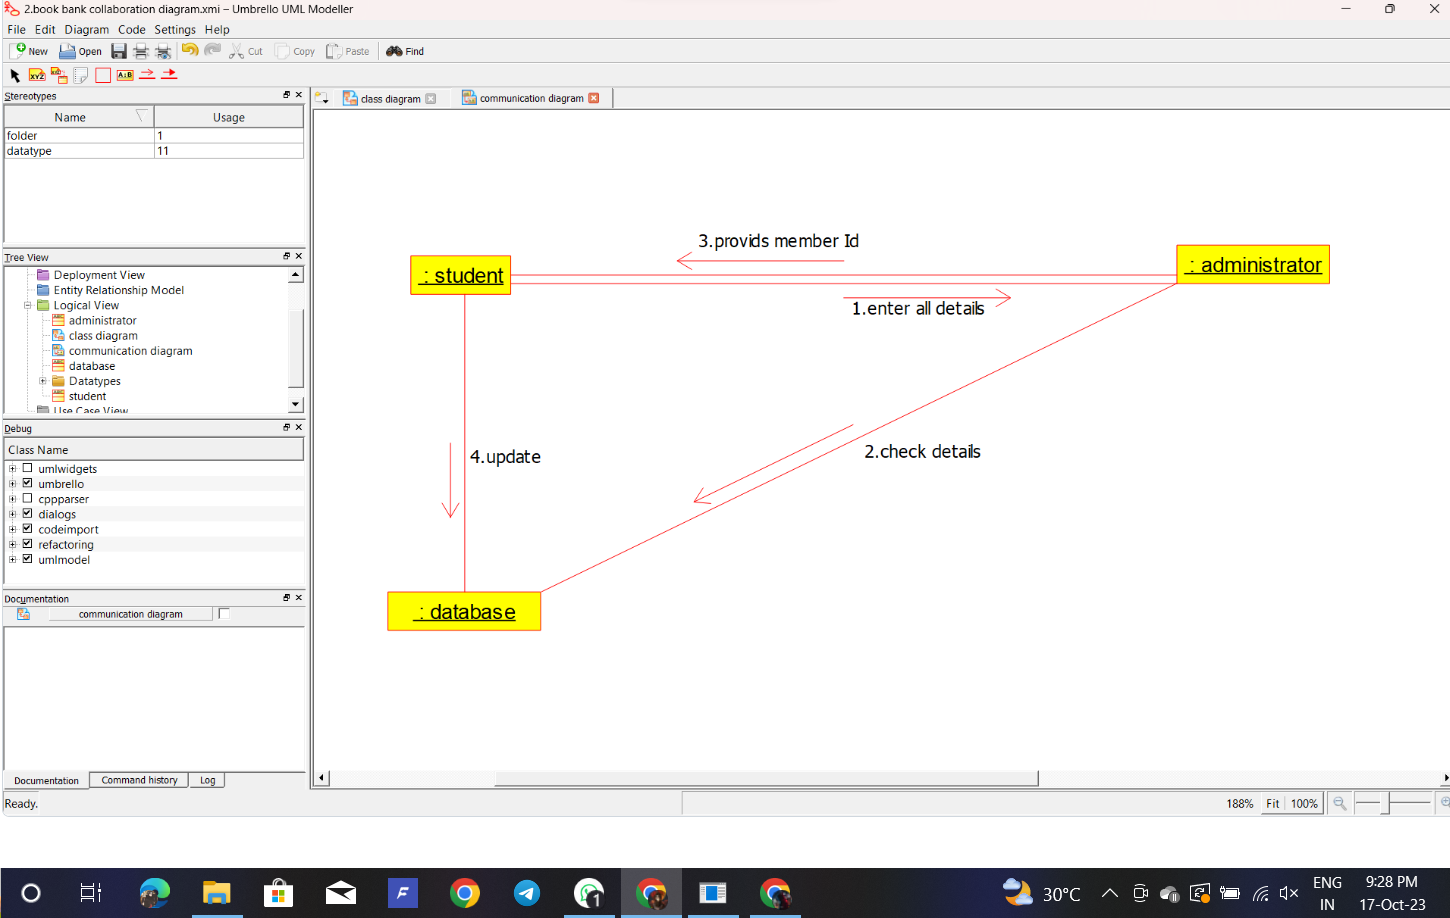 2.book bank collaboration diagram.xmi – Umbrello UML Modeller
File Edit Diagram Code Settings Help
New Open Cut Copy Paste Find
XYZ A:B
Stereotypes
Name Usage
folder 1
datatype 11
class diagram communication diagram
Tree View
Deployment View
Entity Relationship Model
Logical View
administrator
class diagram
communication diagram
database
Datatypes
student
Use Case View
Debug
Class Name
umlwidgets
umbrello
cppparser
dialogs
codeimport
refactoring
umlmodel
Documentation
communication diagram
Documentation Command history Log
Ready.
3.provids member Id
: student
: administrator
1.enter all details
2.check details
4.update
: database
188% Fit 100%
30°C
ENG
IN
9:28 PM
17-Oct-23
F
1